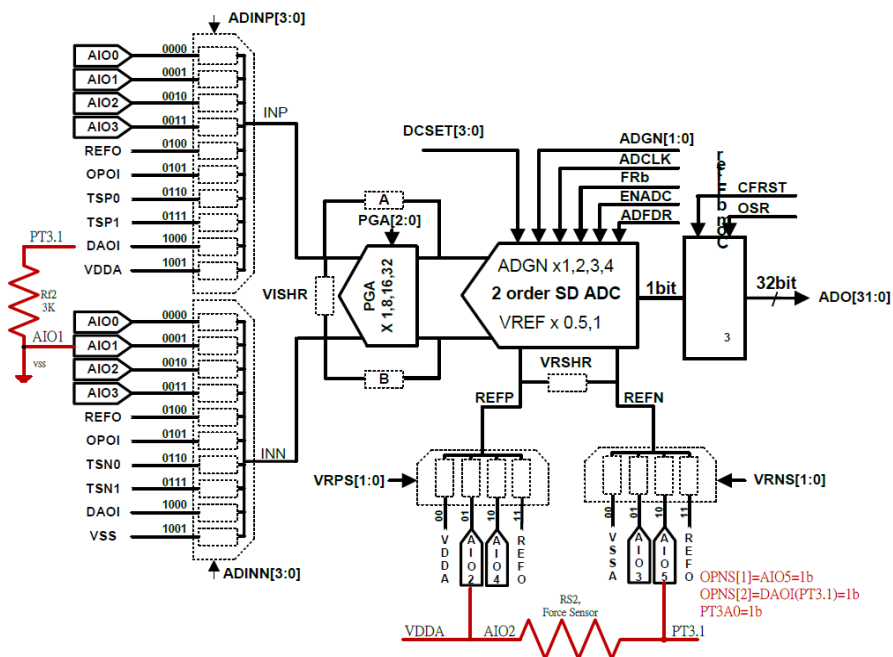 ADINP[3:0]
AIO0 0000
AIO1 0001
AIO2 0010
AIO3 0011
REFO 0100
OPOI 0101
TSP0 0110
TSP1 0111
DAOI 1000
VDDA 1001
INP
PT3.1
Rf2
3K
AIO1
VSS
AIO0 0000
AIO1 0001
AIO2 0010
AIO3 0011
REFO 0100
OPOI 0101
TSN0 0110
TSN1 0111
DAOI 1000
VSS 1001
INN
ADINN[3:0]
VISHR
A
PGA[2:0]
PGA
X 1,8,16,32
B
DCSET[3:0]
ADGN[1:0]
ADCLK
FRb
ENADC
ADFDR
ADGN x1,2,3,4
2 order SD ADC
VREF x 0.5,1
1bit
CFRST
OSR
3
32bit
ADO[31:0]
VRSHR
REFP
REFN
VRPS[1:0]
00
01
10
11
VDDA
AIO2
AIO4
REFO
VRNS[1:0]
00
01
10
11
VSSA
AIO3
AIO5
REFO
OPNS[1]=AIO5=1b
OPNS[2]=DAOI(PT3.1)=1b
PT3A0=1b
RS2,
Force Sensor
VDDA
AIO2
PT3.1